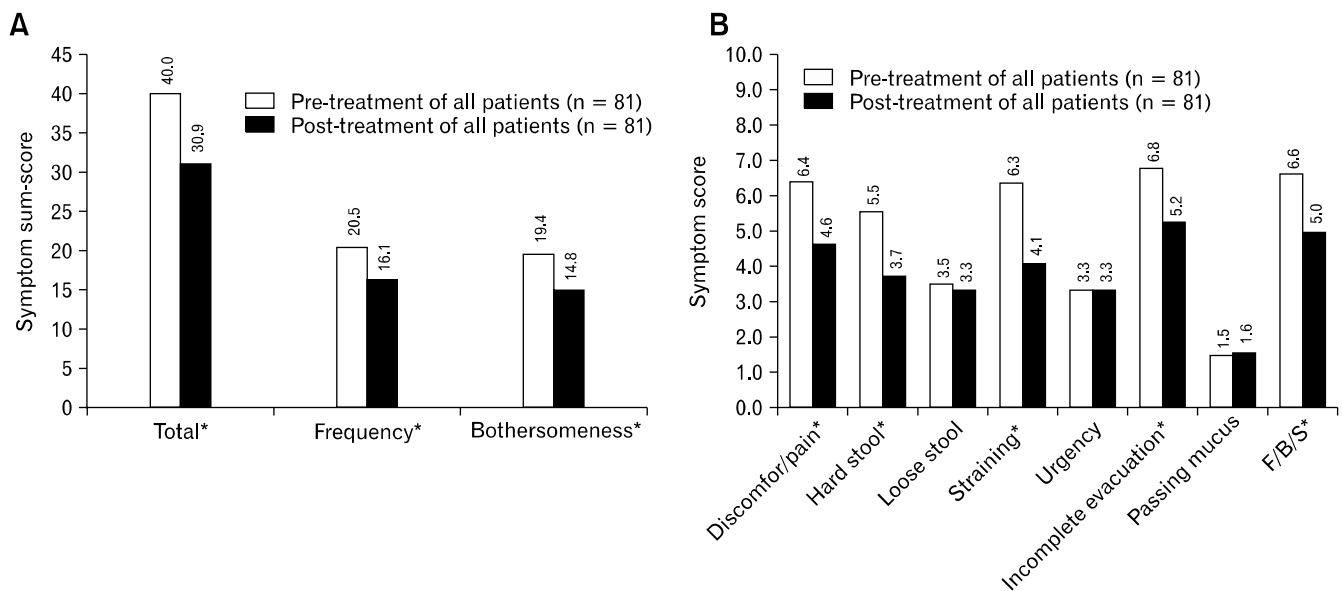 A
Symptom sum-score
45
40
35
30
25
20
15
10
5
0
Pre-treatment of all patients (n = 81)
Post-treatment of all patients (n = 81)
40.0
30.9
20.5
16.1
19.4
14.8
Total*
Frequency*
Bothersomeness*
B
Symptom score
10.0
9.0
8.0
7.0
6.0
5.0
4.0
3.0
2.0
1.0
0.0
Pre-treatment of all patients (n = 81)
Post-treatment of all patients (n = 81)
6.4
4.6
5.5
3.7
3.5
3.3
6.3
4.1
3.3
3.3
6.8
5.2
1.5
1.6
6.6
5.0
Discomfor/pain*
Hard stool*
Loose stool
Straining*
Urgency
Incomplete evacuation*
Passing mucus
F/B/S*